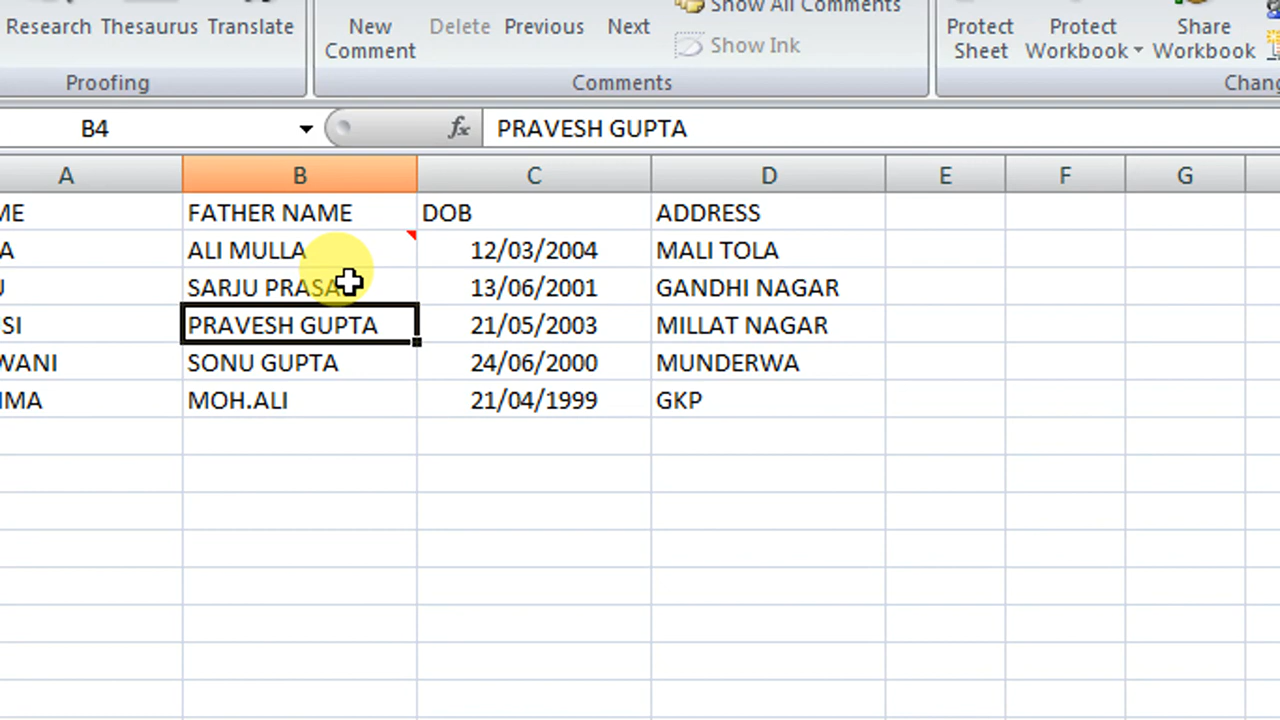 Research Thesaurus Translate
New Comment
Delete Previous Next
Show All Comments
Show Ink
Protect Sheet
Protect Workbook
Share Workbook
Proofing
Comments
B4 fx PRAVESH GUPTA
A B C D E F G
FATHER NAME DOB ADDRESS
ALI MULLA 12/03/2004 MALI TOLA
SARJU 13/06/2001 GANDHI NAGAR
PRAVESH GUPTA 21/05/2003 MILLAT NAGAR
SONU GUPTA 24/06/2000 MUNDERWA
MOH.ALI 21/04/1999 GKP